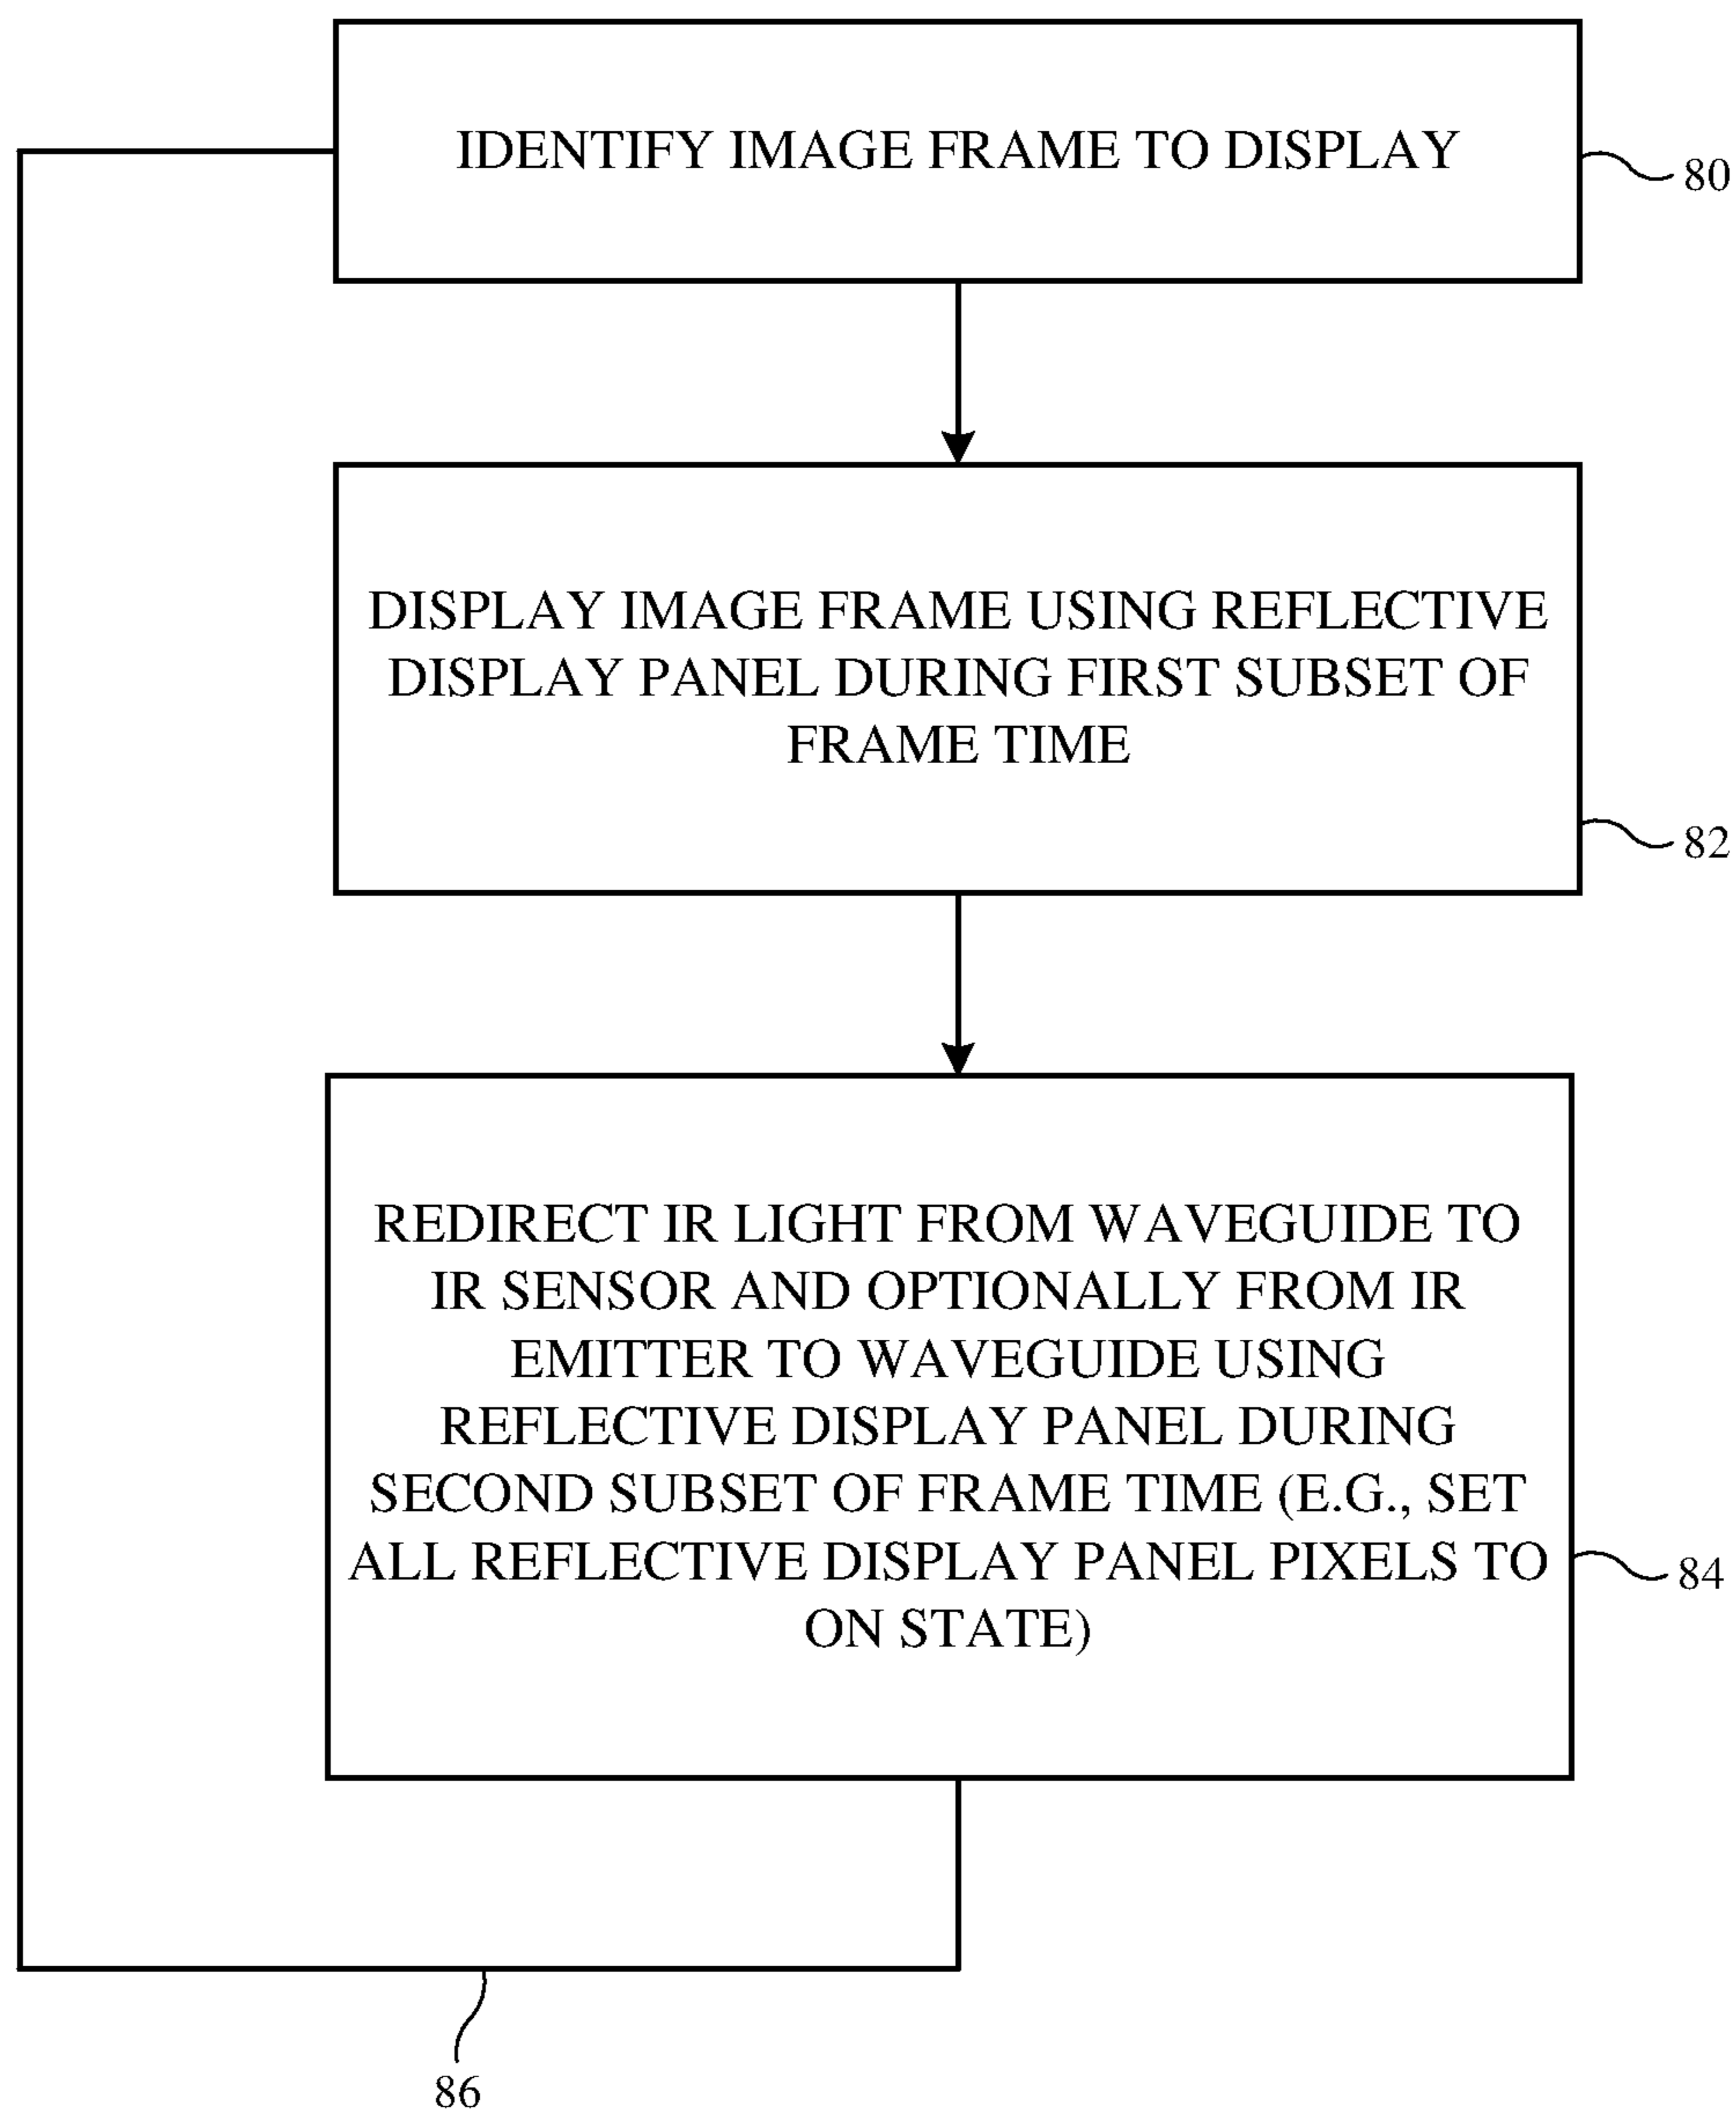 IDENTIFY IMAGE FRAME TO DISPLAY
80
DISPLAY IMAGE FRAME USING REFLECTIVE
DISPLAY PANEL DURING FIRST SUBSET OF
FRAME TIME
82
REDIRECT IR LIGHT FROM WAVEGUIDE TO
IR SENSOR AND OPTIONALLY FROM IR
EMITTER TO WAVEGUIDE USING
REFLECTIVE DISPLAY PANEL DURING
SECOND SUBSET OF FRAME TIME (E.G., SET
ALL REFLECTIVE DISPLAY PANEL PIXELS TO
ON STATE)
84
86